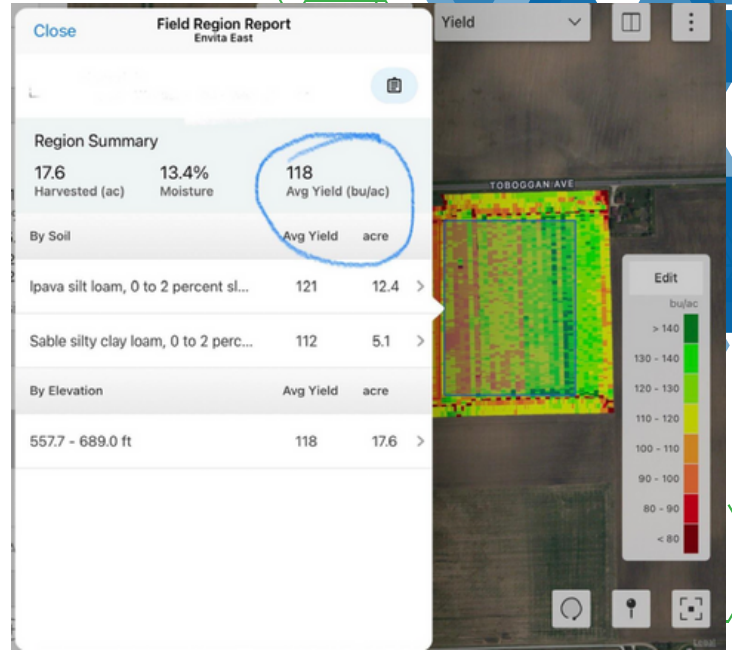 Close
Field Region Report
Envita East
Region Summary
17.6 13.4% 118
Harvested (ac) Moisture Avg Yield (bu/ac)
By Soil Avg Yield acre
Ipava silt loam, 0 to 2 percent sl... 121 12.4
Sable silty clay loam, 0 to 2 perc... 112 5.1
By Elevation Avg Yield acre
557.7 - 689.0 ft 118 17.6
Yield
TOBOGGAN AVE
Edit
bu/ac
> 140
130 - 140
120 - 130
110 - 120
100 - 110
90 - 100
80 - 90
< 80
Legal